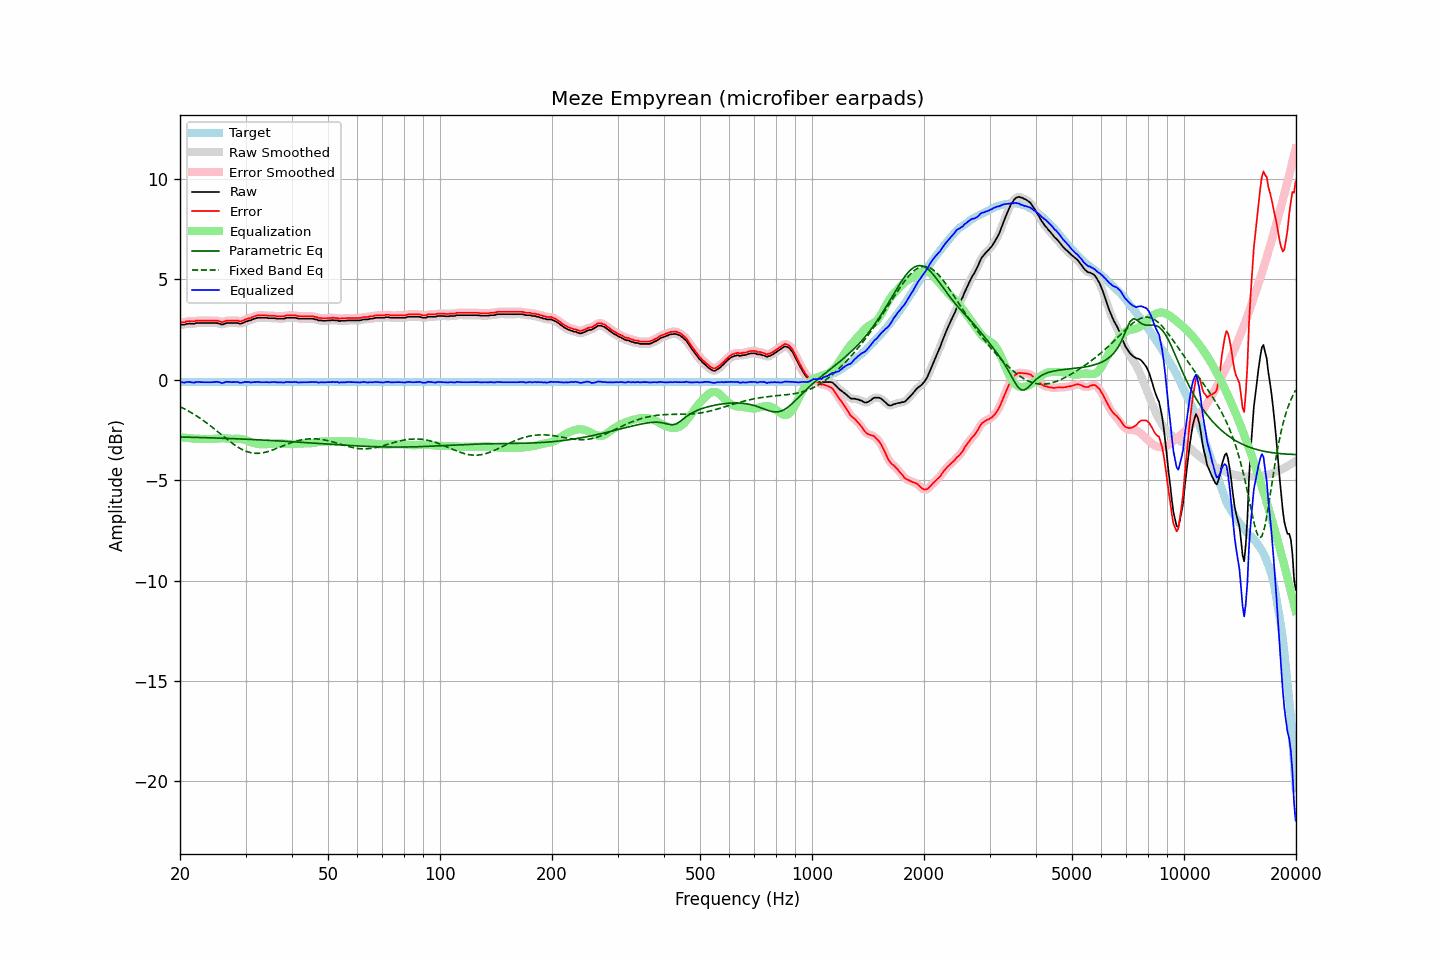 Meze Empyrean (microfiber earpads)
Target
Raw Smoothed
Error Smoothed
Raw
Error
Equalization
Parametric Eq
Fixed Band Eq
Equalized
10
5
0
−5
−10
−15
−20
Amplitude (dBr)
20 50 100 200 500 1000 2000 5000 10000 20000
Frequency (Hz)